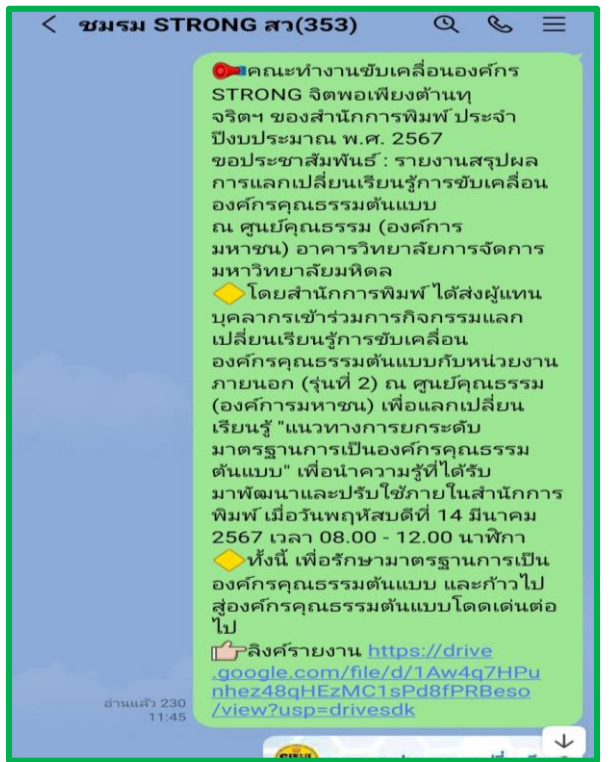 ชมรม STRONG สว(353)
คณะทำงานขับเคลื่อนองค์กร
STRONG จิตพอเพียงต้านทุ
จริตฯ ของสำนักการพิมพ์ ประจำ
ปีงบประมาณ พ.ศ. 2567
ขอประชาสัมพันธ์ : รายงานสรุปผล
การแลกเปลี่ยนเรียนรู้การขับเคลื่อน
องค์กรคุณธรรมต้นแบบ
ณ ศูนย์คุณธรรม (องค์การ
มหาชน) อาคารวิทยาลัยการจัดการ
มหาวิทยาลัยมหิดล
โดยสำนักการพิมพ์ ได้ส่งผู้แทน
บุคลากรเข้าร่วมการกิจกรรมแลก
เปลี่ยนเรียนรู้การขับเคลื่อน
องค์กรคุณธรรมต้นแบบกับหน่วยงาน
ภายนอก (รุ่นที่ 2) ณ ศูนย์คุณธรรม
(องค์การมหาชน) เพื่อแลกเปลี่ยน
เรียนรู้ "แนวทางการยกระดับ
มาตรฐานการเป็นองค์กรคุณธรรม
ต้นแบบ" เพื่อนำความรู้ที่ได้รับ
มาพัฒนาและปรับใช้ภายในสำนักการ
พิมพ์ เมื่อวันพฤหัสบดีที่ 14 มีนาคม
2567 เวลา 08.00 - 12.00 นาฬิกา
ทั้งนี้ เพื่อรักษามาตรฐานการเป็น
องค์กรคุณธรรมต้นแบบ และก้าวไป
สู่องค์กรคุณธรรมต้นแบบโดดเด่นต่อ
ไป
ลิงค์รายงาน https://drive
.google.com/file/d/1Aw4q7HPu
nhez48qHEzMC1sPd8fPRBeso
/view?usp=drivesdk
อ่านแล้ว 230
11:45